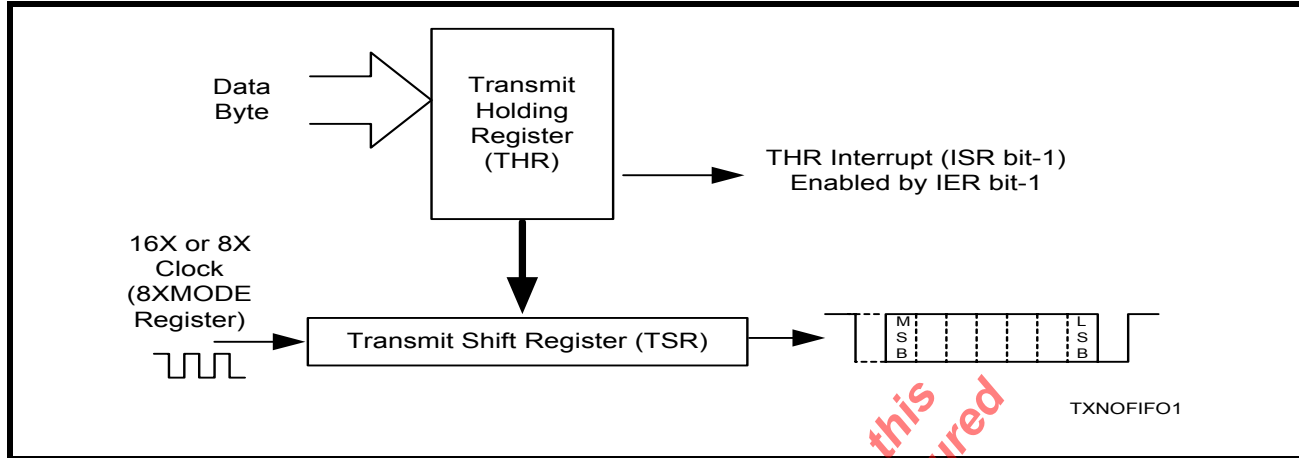 Data
Byte
Transmit
Holding
Register
(THR)
THR Interrupt (ISR bit-1)
Enabled by IER bit-1
16X or 8X
Clock
(8XMODE
Register)
Transmit Shift Register (TSR)
M
S
B
L
S
B
TXNOFIFO1
this